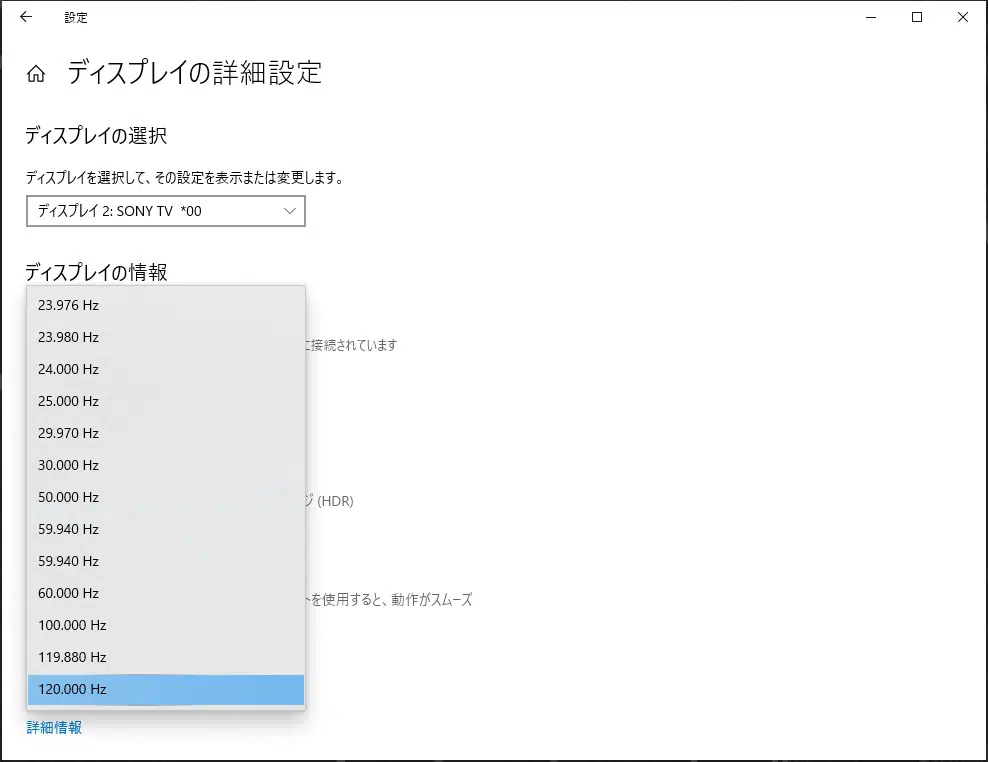 設定
ディスプレイの詳細設定
ディスプレイの選択
ディスプレイを選択して、その設定を表示または変更します。
ディスプレイ 2: SONY TV *00
ディスプレイの情報
23.976 Hz
23.980 Hz
に接続されています
24.000 Hz
25.000 Hz
29.970 Hz
30.000 Hz
50.000 Hz
ジ (HDR)
59.940 Hz
59.940 Hz
60.000 Hz
トを使用すると、動作がスムーズ
100.000 Hz
119.880 Hz
120.000 Hz
詳細情報